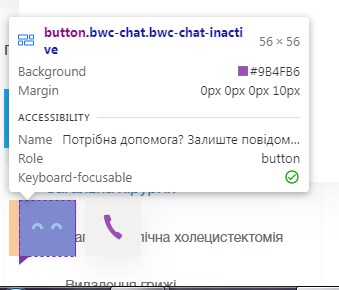 button.bwc-chat.bwc-chat-inacti
ve
56 × 56
Background #9B4FB6
Margin 0px 0px 0px 10px
ACCESSIBILITY
Name Потрібна допомога? Залиште повідом...
Role button
Keyboard-focusable
холецистектомія
Видалення грижі